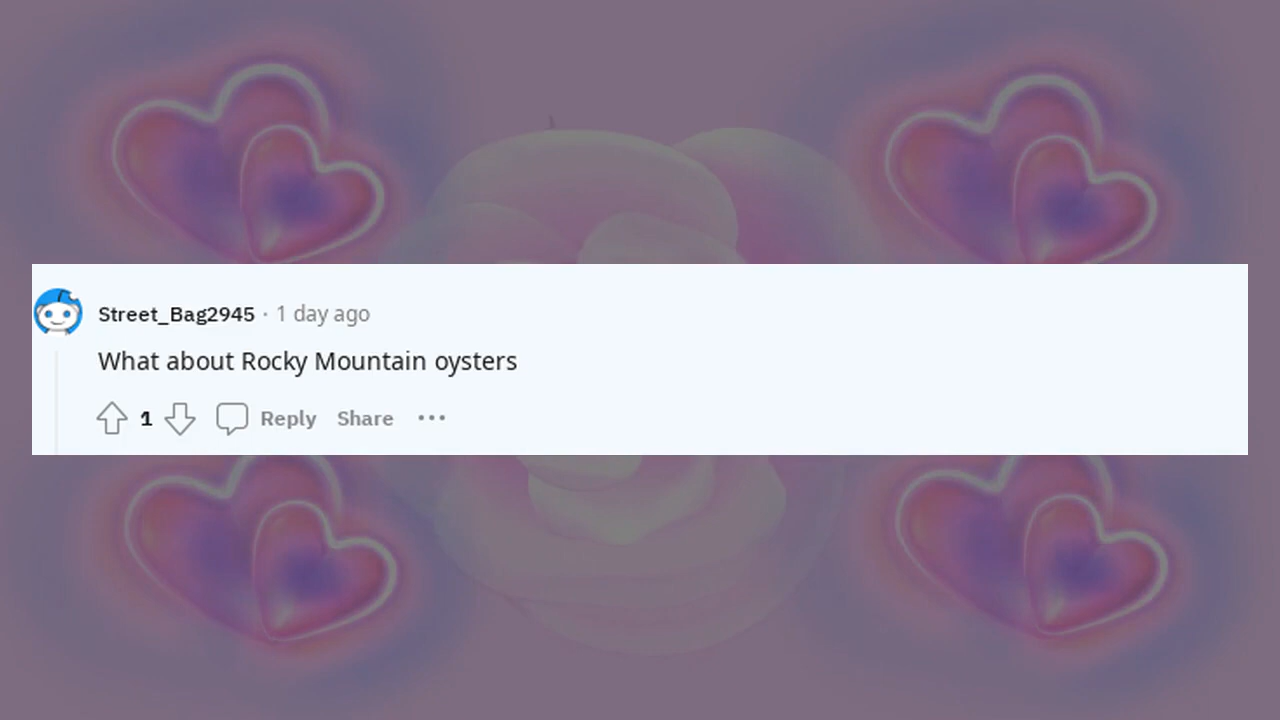 Street_Bag2945 · 1 day ago
What about Rocky Mountain oysters
1 Reply Share ···